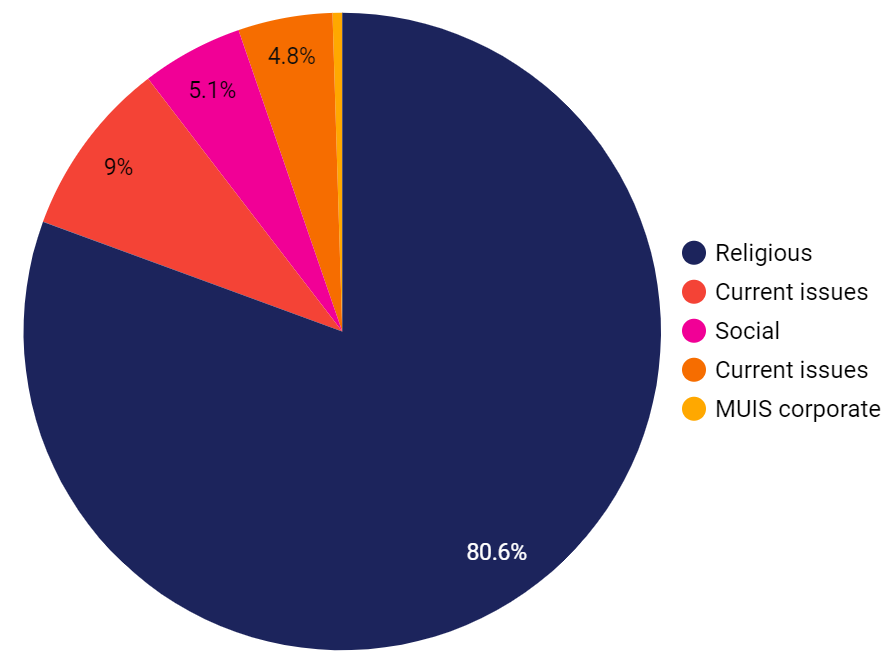 4.8%
5.1%
9%
80.6%
Religious
Current issues
Social
Current issues
MUIS corporate